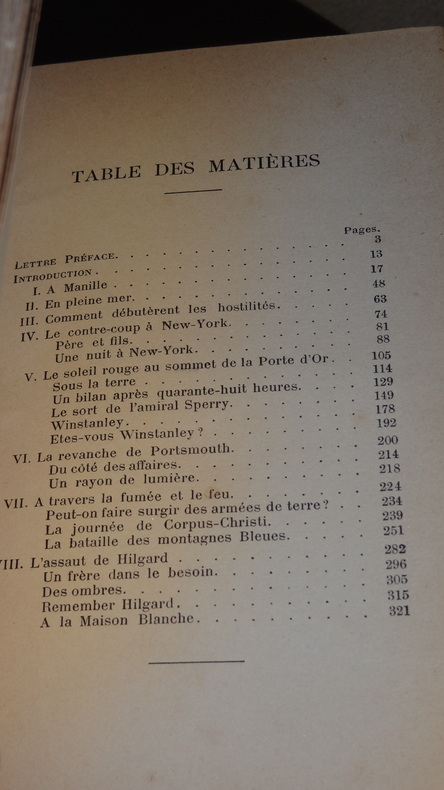 TABLE DES MATIÈRES
Pages.
LETTRE PRÉFACE. . . . . . . . . . 3
INTRODUCTION . . . . . . . . . . 13
I. A Manille . . . . . . . . . . 17
II. En pleine mer. . . . . . . . . . 48
III. Comment débutèrent les hostilités. . . . . 63
IV. Le contre-coup à New-York. . . . . . . 74
Père et fils. . . . . . . . . . 81
Une nuit à New-York. . . . . . . . 88
V. Le soleil rouge au sommet de la Porte d'Or. . . 105
Sous la terre . . . . . . . . . . 114
Un bilan après quarante-huit heures. . . . . 129
Le sort de l'amiral Sperry. . . . . . . 149
Winstanley. . . . . . . . . . 178
Etes-vous Winstanley ? . . . . . . . . 192
VI. La revanche de Portsmouth. . . . . . . 200
Du côté des affaires. . . . . . . . 214
Un rayon de lumière. . . . . . . . 218
VII. A travers la fumée et le feu. . . . . . . 224
Peut-on faire surgir des armées de terre ? . . . 234
La journée de Corpus-Christi. . . . . . 239
La bataille des montagnes Bleues. . . . . 251
VIII. L'assaut de Hilgard . . . . . . . . 282
Un frère dans le besoin. . . . . . . . 296
Des ombres. . . . . . . . . . 305
Remember Hilgard. . . . . . . . . 315
A la Maison Blanche. . . . . . . . 321